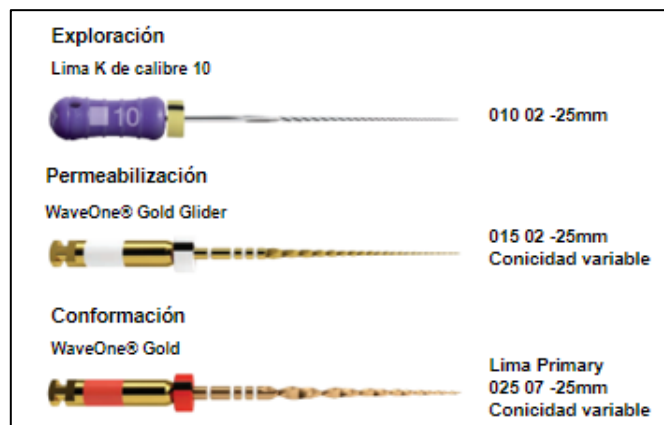 Exploración
Lima K de calibre 10
10
010 02 -25mm
Permeabilización
WaveOne® Gold Glider
015 02 -25mm
Conicidad variable
Conformación
WaveOne® Gold
Lima Primary
025 07 -25mm
Conicidad variable